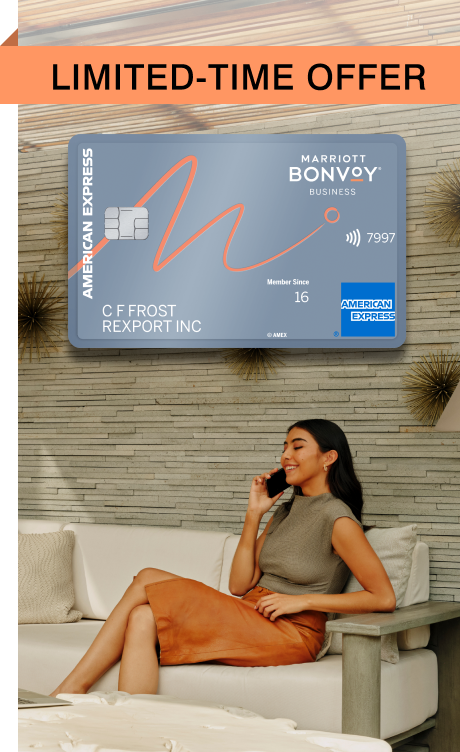 LIMITED-TIME OFFER
AMERICAN EXPRESS
MARRIOTT
BONVOY®
BUSINESS
7997
Member Since
16
C F FROST
REXPORT INC
© AMEX
®
AMERICAN
EXPRESS